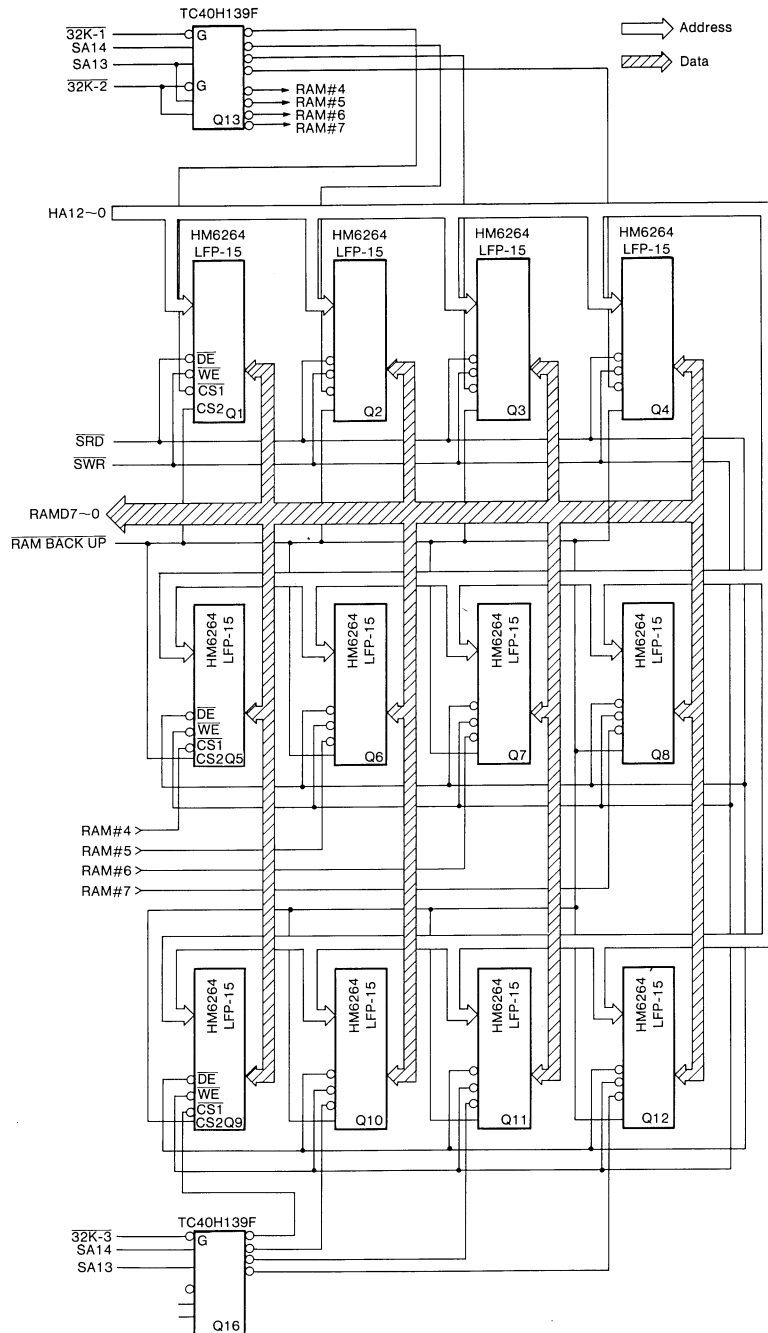 TC40H139F
32K-1
G
Address
SA14
SA13
Data
32K-2
G
RAM#4
RAM#5
RAM#6
Q13
RAM#7
HA12~0
HM6264
LFP-15
HM6264
LFP-15
HM6264
LFP-15
HM6264
LFP-15
DE
WE
CS1
CS2 Q1
Q2
Q3
Q4
SRD
SWR
RAMD7~0
RAM BACK UP
HM6264
LFP-15
HM6264
LFP-15
HM6264
LFP-15
HM6264
LFP-15
DE
WE
CS1
CS2Q5
Q6
Q7
Q8
RAM#4
RAM#5
RAM#6
RAM#7
HM6264
LFP-15
HM6264
LFP-15
HM6264
LFP-15
HM6264
LFP-15
DE
WE
CS1
CS2Q9
Q10
Q11
Q12
TC40H139F
32K-3
G
SA14
SA13
Q16